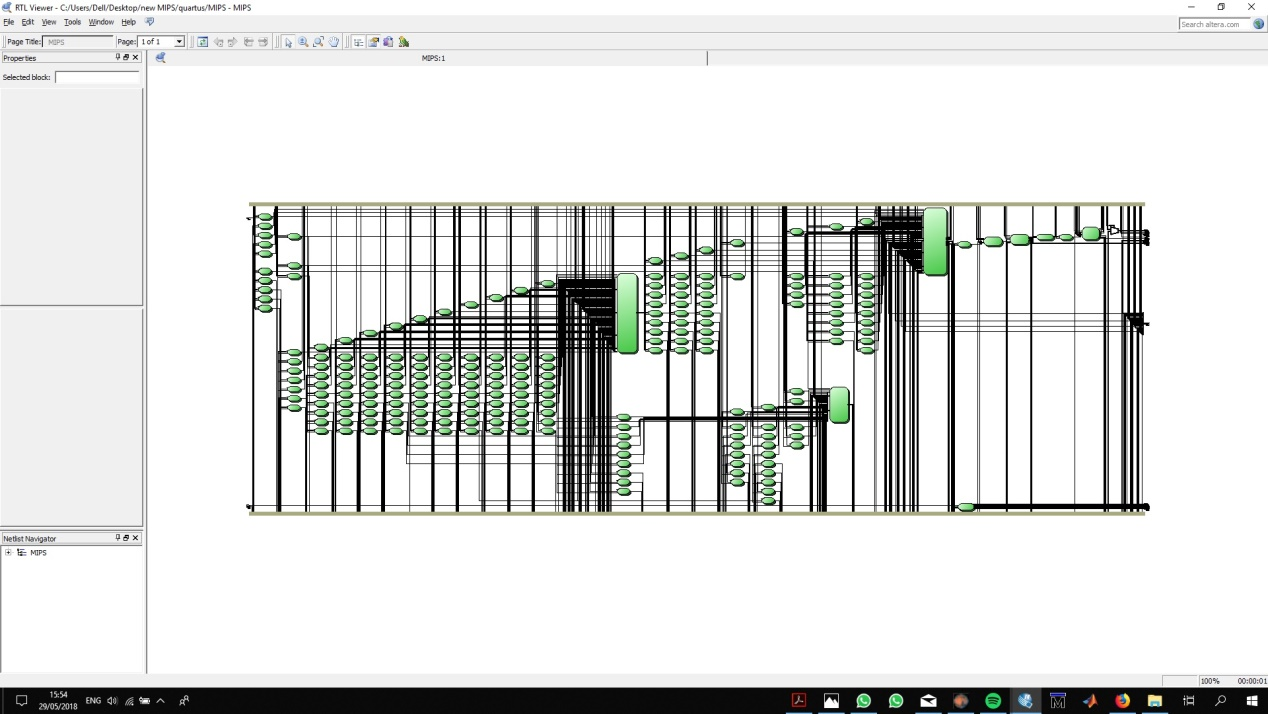 RTL Viewer - C:/Users/Dell/Desktop/new MIPS/quartus/MIPS - MIPS
File Edit View Tools Window Help
Search altera.com
Page Title: MIPS Page: 1 of 1
Properties
MIPS:1
Selected block:
Netlist Navigator
MIPS
100% 00:00:01
15:54
ENG
29/05/2018